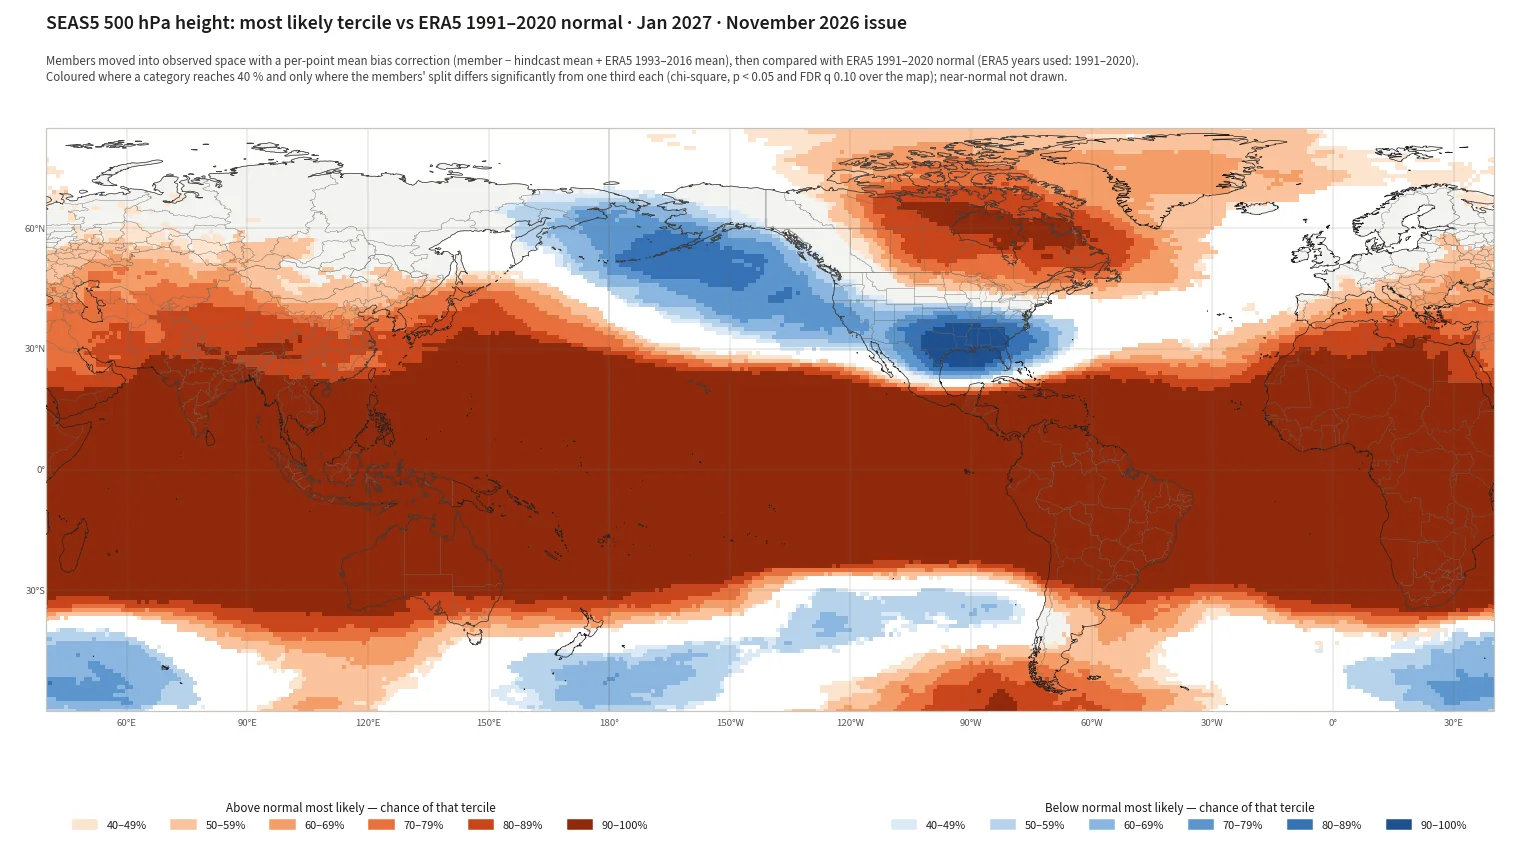 SEAS5 500 hPa height: most likely tercile vs ERA5 1991–2020 normal · Jan 2027 · November 2026 issue
Members moved into observed space with a per-point mean bias correction (member − hindcast mean + ERA5 1993–2016 mean), then compared with ERA5 1991–2020 normal (ERA5 years used: 1991–2020).
Coloured where a category reaches 40 % and only where the members' split differs significantly from one third each (chi-square, p < 0.05 and FDR q 0.10 over the map); near-normal not drawn.
60°N
30°N
0°
30°S
60°E 90°E 120°E 150°E 180° 150°W 120°W 90°W 60°W 30°W 0° 30°E
Above normal most likely — chance of that tercile
40–49% 50–59% 60–69% 70–79% 80–89% 90–100%
Below normal most likely — chance of that tercile
40–49% 50–59% 60–69% 70–79% 80–89% 90–100%